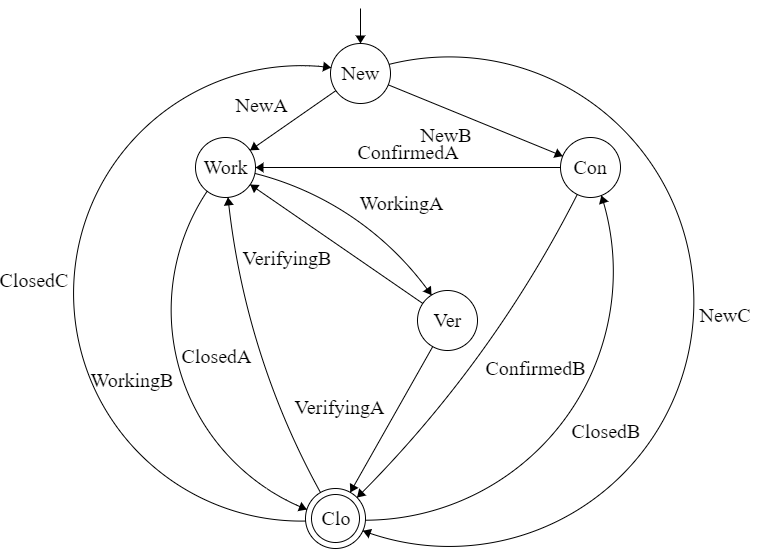 New
NewA
NewB
ConfirmedA
Work
Con
WorkingA
VerifyingB
ClosedC
NewC
Ver
ClosedA
ConfirmedB
WorkingB
VerifyingA
ClosedB
Clo